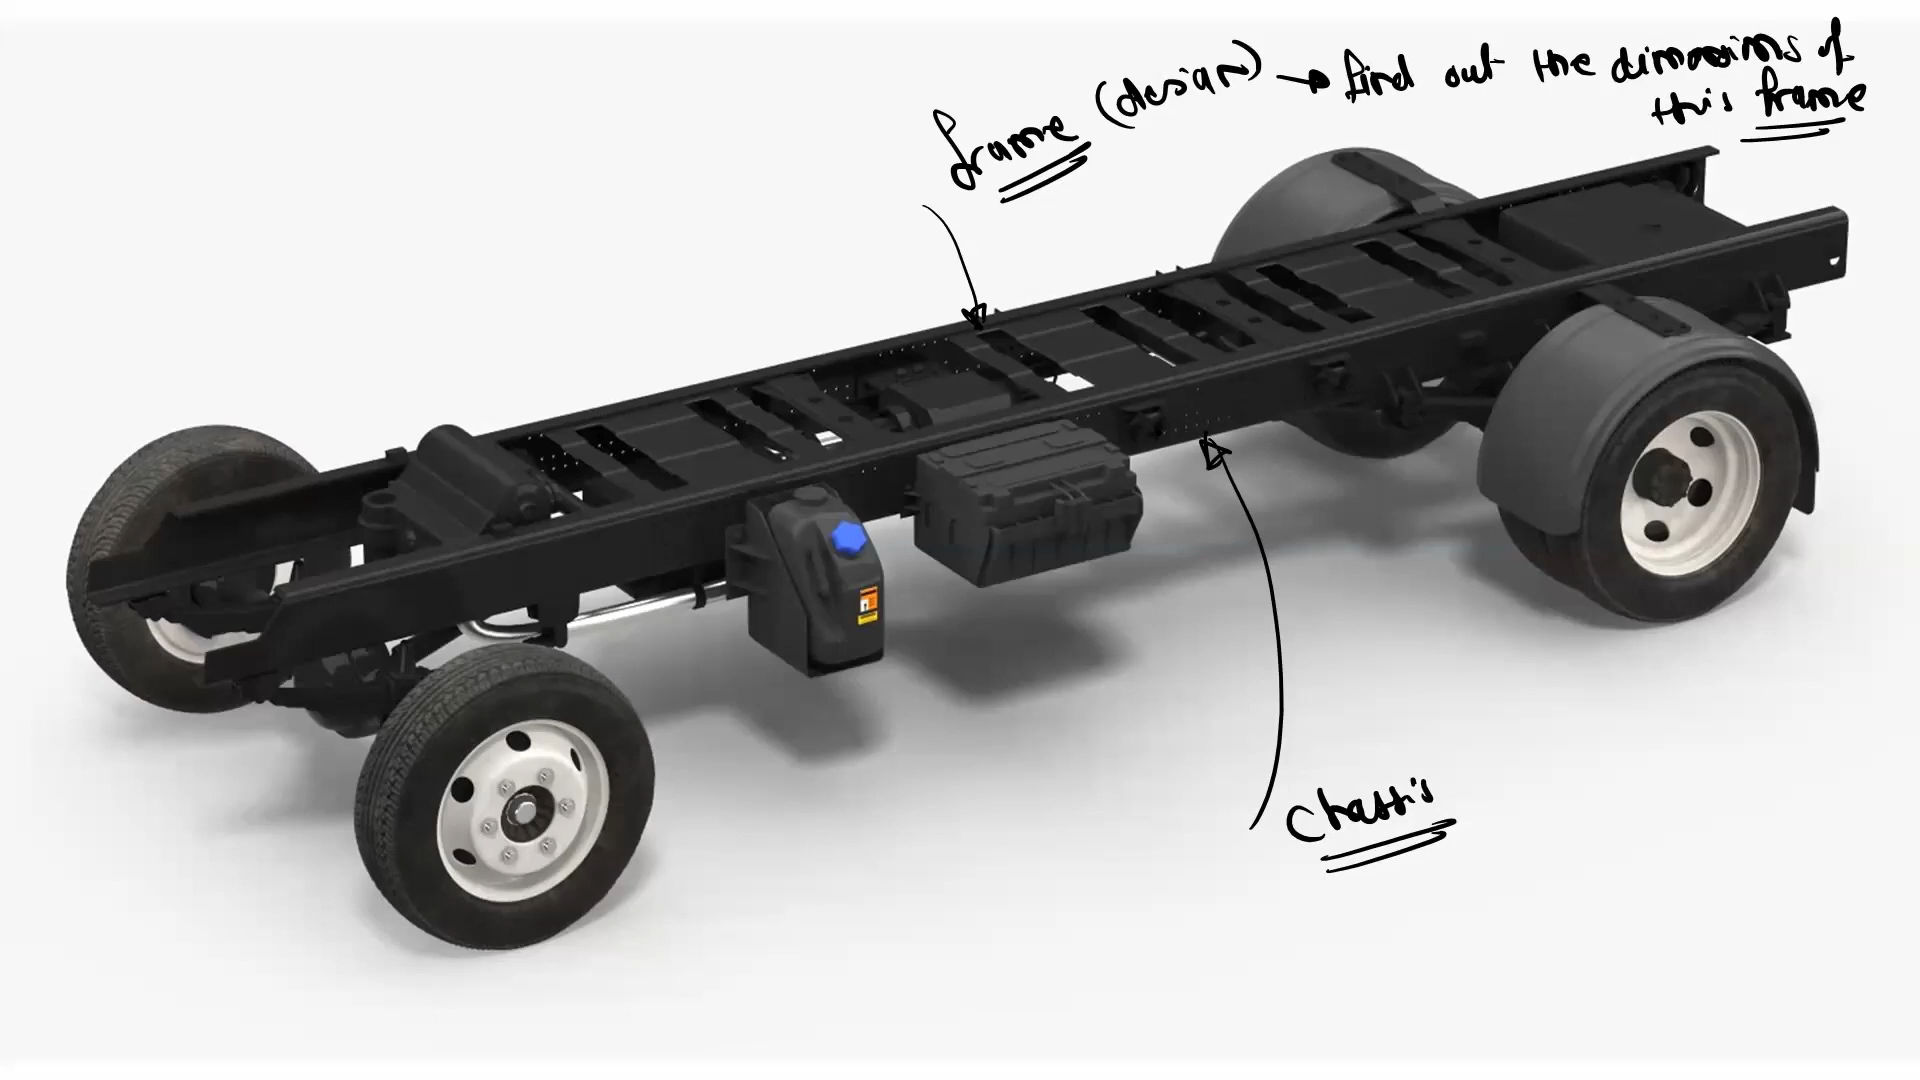 frame (design) → find out the dimensions of
this frame
chassis